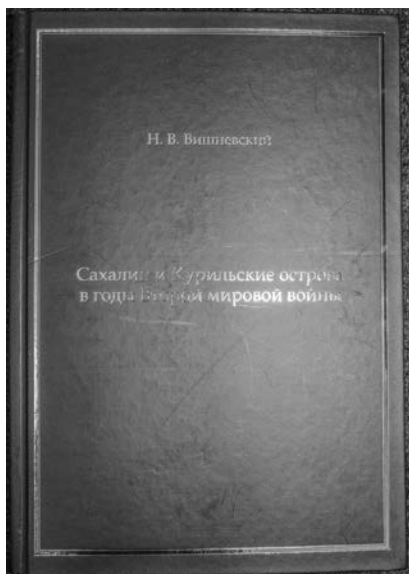 Н. В. Вишневский
Сахалин и Курильские острова
в годы Второй мировой войны